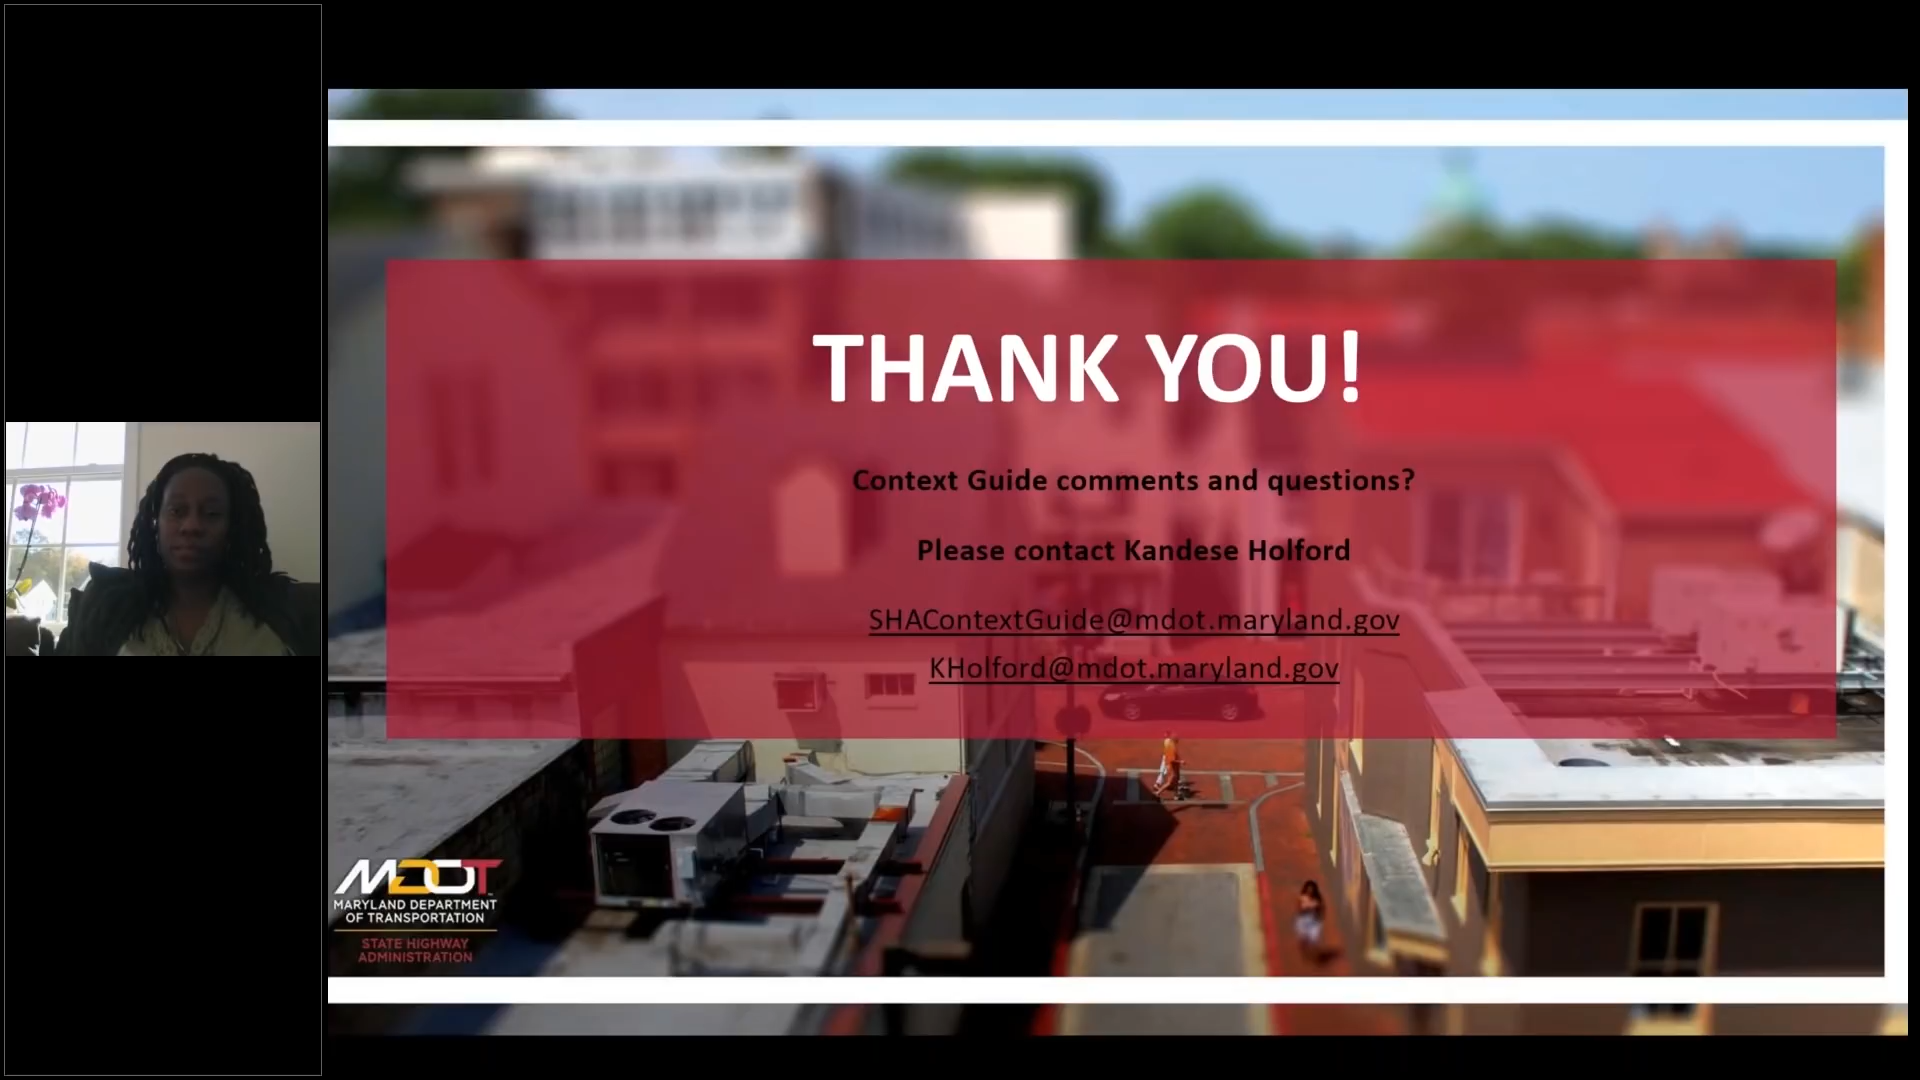 THANK YOU!
Context Guide comments and questions?
Please contact Kandese Holford
SHAContextGuide@mdot.maryland.gov
KHolford@mdot.maryland.gov
MDOT
MARYLAND DEPARTMENT
OF TRANSPORTATION
STATE HIGHWAY
ADMINISTRATION